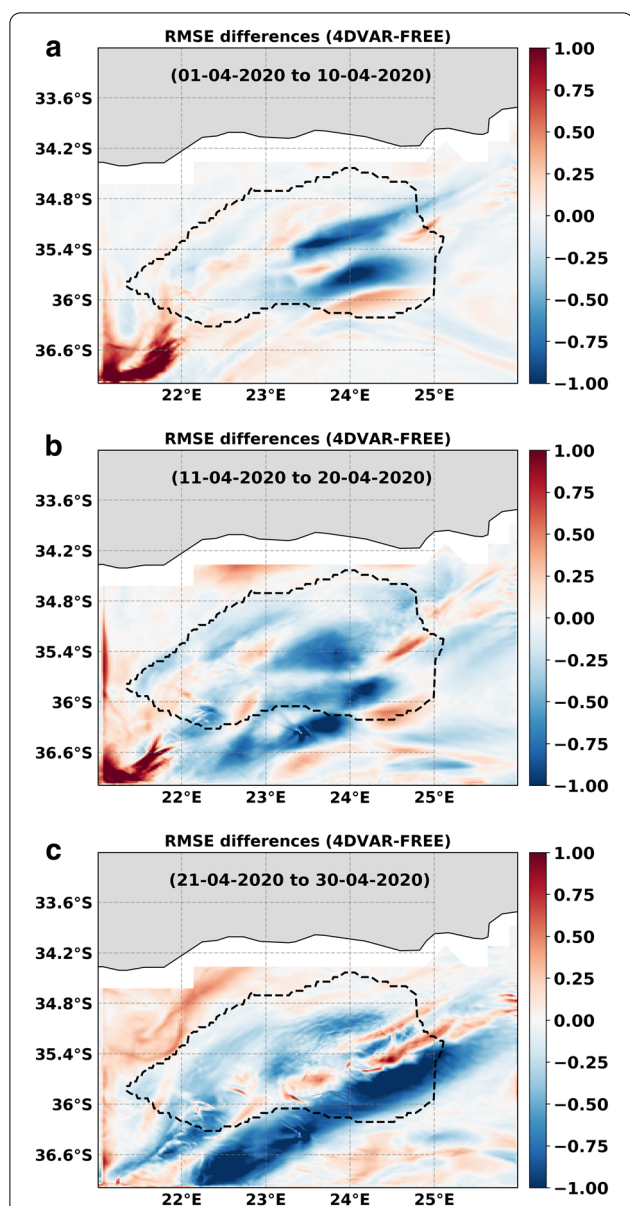 a
RMSE differences (4DVAR-FREE)
(01-04-2020 to 10-04-2020)
33.6°S
34.2°S
34.8°S
35.4°S
36°S
36.6°S
22°E 23°E 24°E 25°E
1.00
0.75
0.50
0.25
0.00
−0.25
−0.50
−0.75
−1.00
b
RMSE differences (4DVAR-FREE)
(11-04-2020 to 20-04-2020)
33.6°S
34.2°S
34.8°S
35.4°S
36°S
36.6°S
22°E 23°E 24°E 25°E
1.00
0.75
0.50
0.25
0.00
−0.25
−0.50
−0.75
−1.00
c
RMSE differences (4DVAR-FREE)
(21-04-2020 to 30-04-2020)
33.6°S
34.2°S
34.8°S
35.4°S
36°S
36.6°S
22°E 23°E 24°E 25°E
1.00
0.75
0.50
0.25
0.00
−0.25
−0.50
−0.75
−1.00